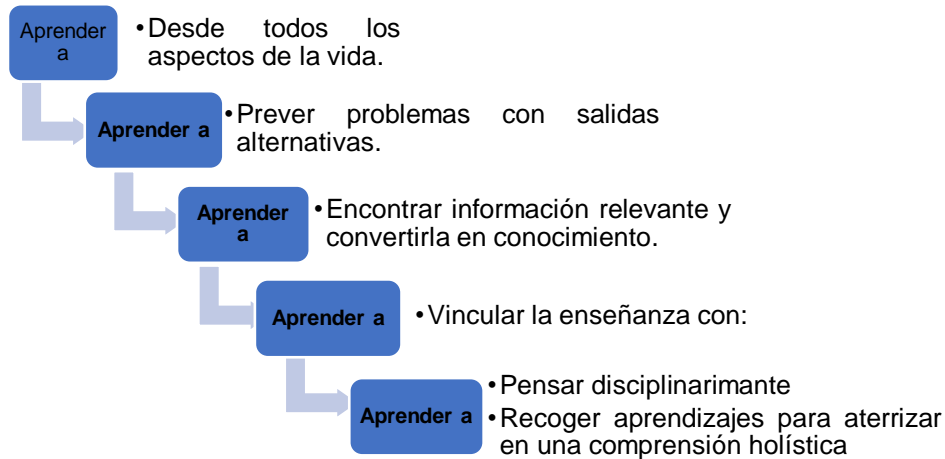 Aprender
a
•Desde todos los
aspectos de la vida.
Aprender a
•Prever problemas con salidas
alternativas.
Aprender
a
•Encontrar información relevante y
convertirla en conocimiento.
Aprender a
•Vincular la enseñanza con:
Aprender a
•Pensar disciplinarimante
•Recoger aprendizajes para aterrizar
en una comprensión holística